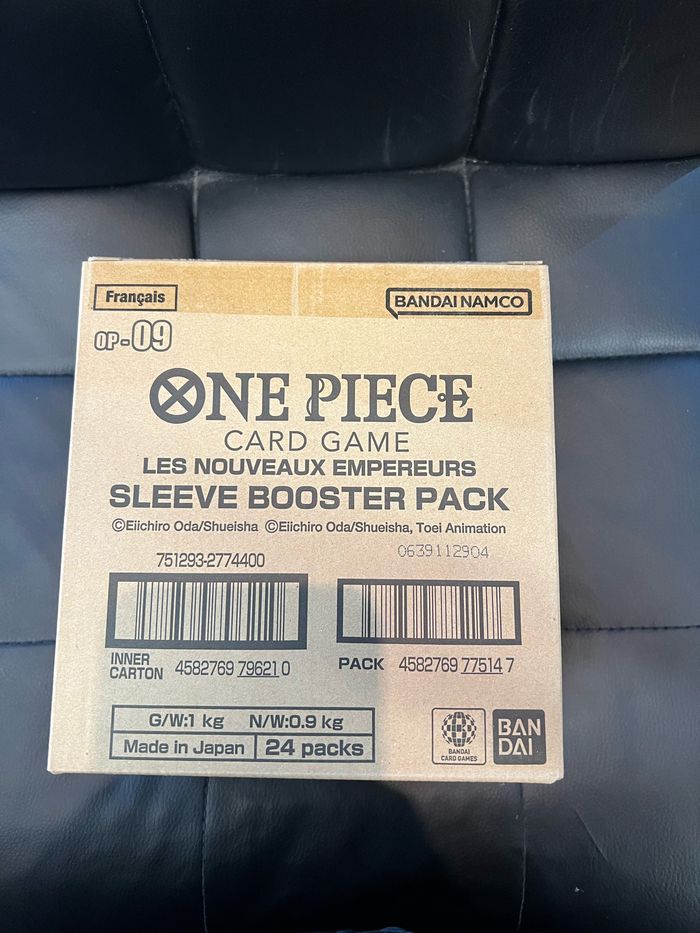 Français
BANDAI NAMCO
OP-09
ONE PIECE
CARD GAME
LES NOUVEAUX EMPEREURS
SLEEVE BOOSTER PACK
©Eiichiro Oda/Shueisha ©Eiichiro Oda/Shueisha, Toei Animation
751293-2774400
0639112904
INNER CARTON 4582769 79621 0
PACK 4582769 77514 7
G/W:1 kg N/W:0.9 kg
Made in Japan 24 packs
BANDAI
CARD GAMES
BAN
DAI